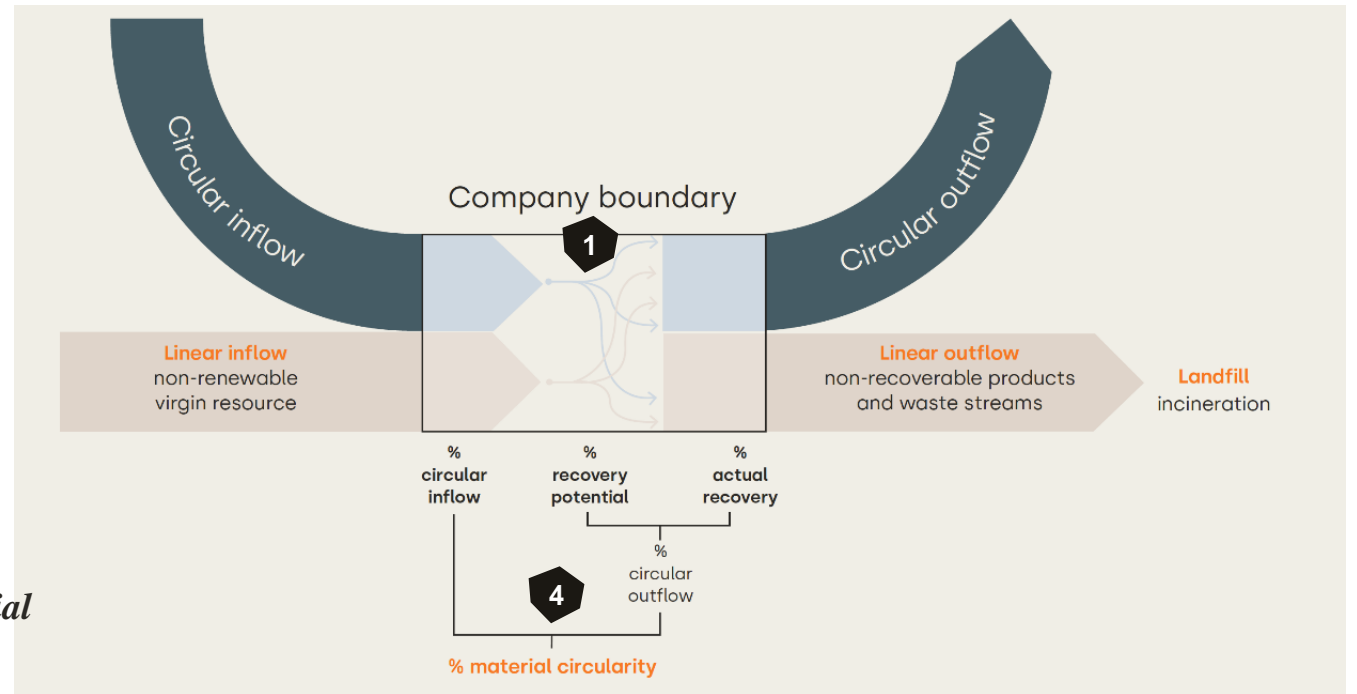 Circular inflow
Circular outflow
Company boundary
1
Linear inflow
non-renewable
virgin resource
Linear outflow
non-recoverable products
and waste streams
Landfill
incineration
%
circular
inflow
%
recovery
potential
%
actual
recovery
%
circular
outflow
4
ial
% material circularity